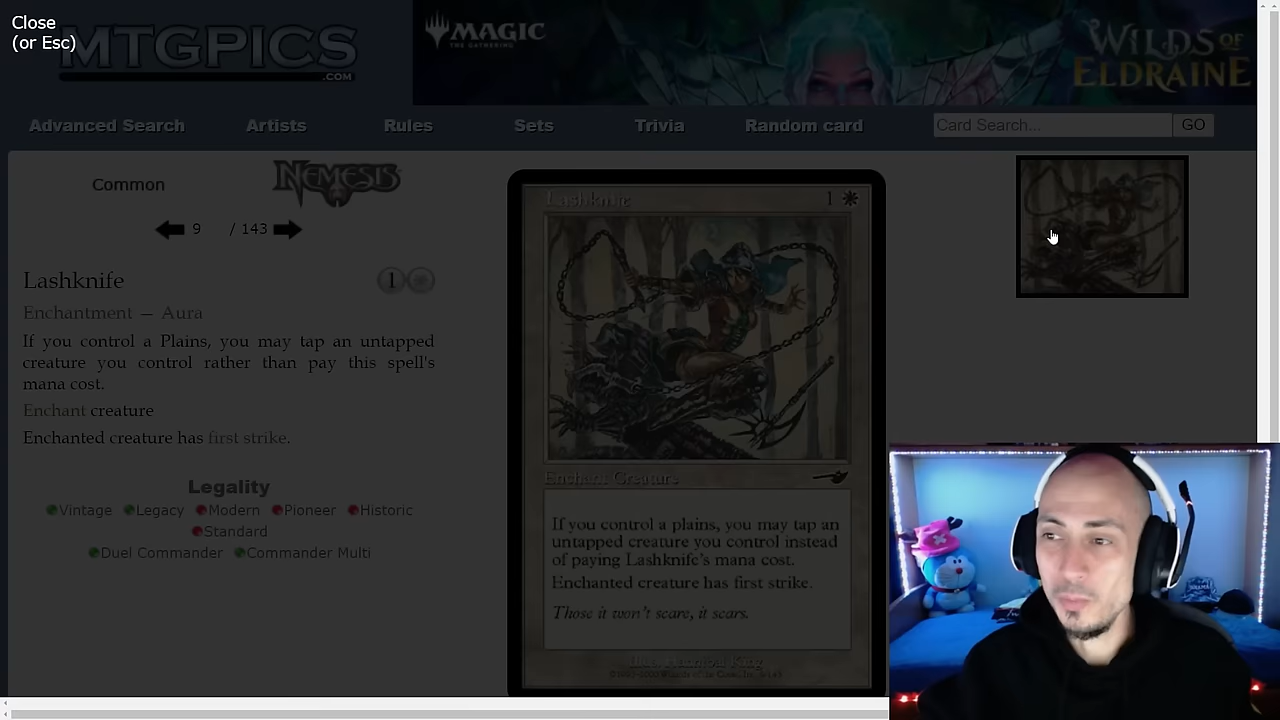 Close
(or Esc)
MTGPICS
.COM
MAGIC
THE GATHERING
WILDS OF
ELDRAINE
Advanced Search Artists Rules Sets Trivia Random card Card Search... GO
Common NEMESIS
9 / 143
Lashknife 1
Enchantment — Aura
If you control a Plains, you may tap an untapped
creature you control rather than pay this spell's
mana cost.
Enchant creature
Enchanted creature has first strike.
Legality
Vintage Legacy Modern Pioneer Historic
Standard
Duel Commander Commander Multi
Lashknife 1
Enchant Creature
If you control a plains, you may tap an
untapped creature you control instead
of paying Lashknife's mana cost.
Enchanted creature has first strike.
Those it won't scare, it scars.
Illus. Hannibal King